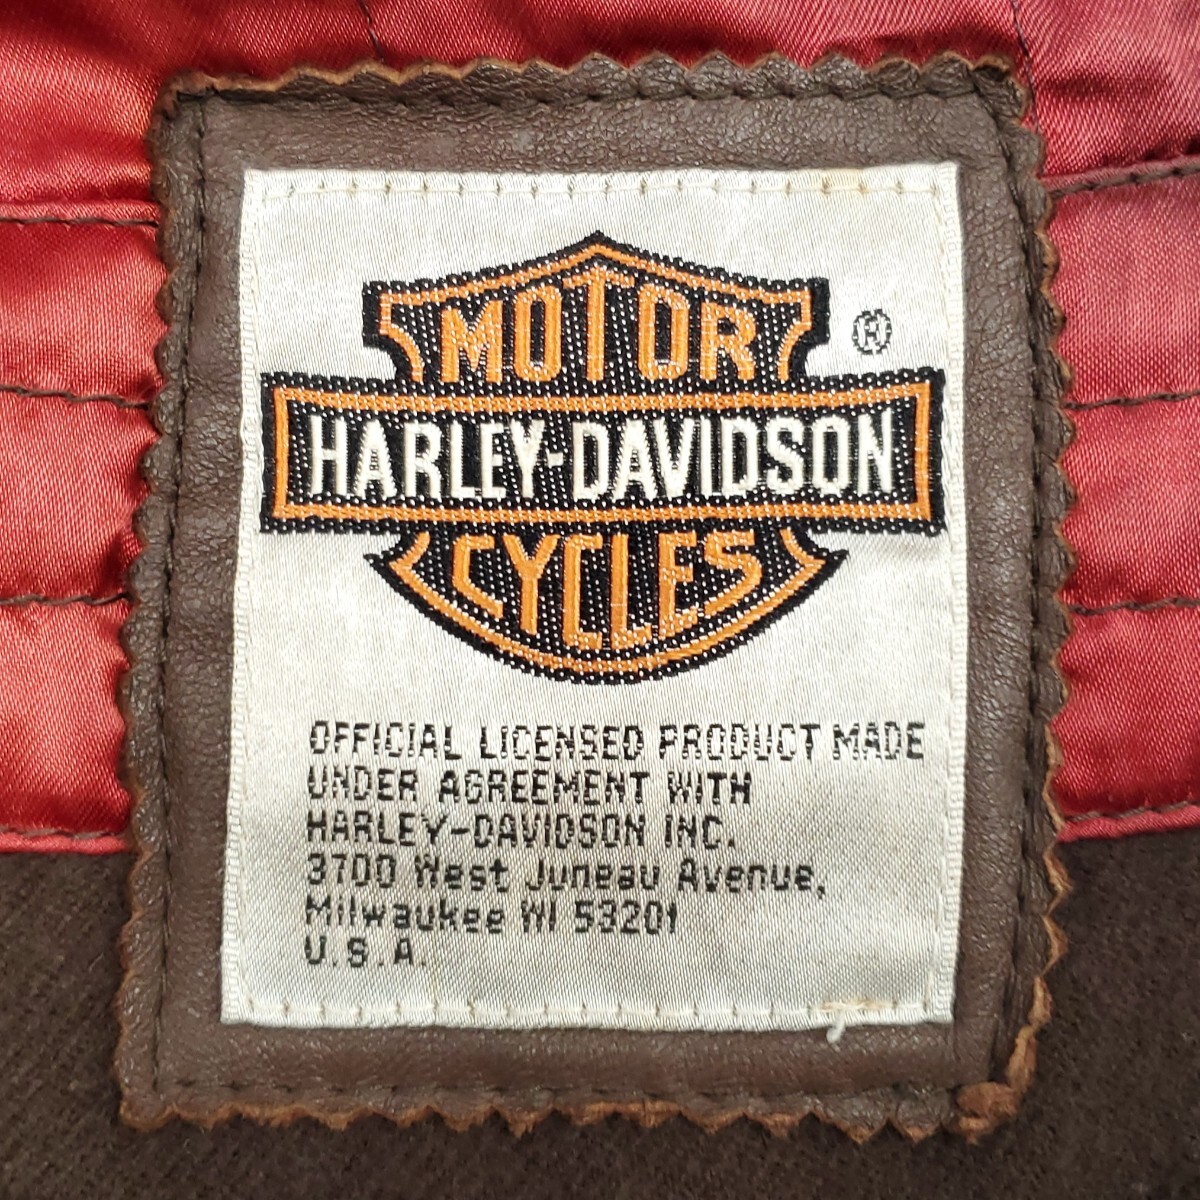 MOTOR
®
HARLEY-DAVIDSON
CYCLES
OFFICIAL LICENSED PRODUCT MADE
UNDER AGREEMENT WITH
HARLEY-DAVIDSON INC.
3700 West Juneau Avenue,
Milwaukee WI 53201
U.S.A.